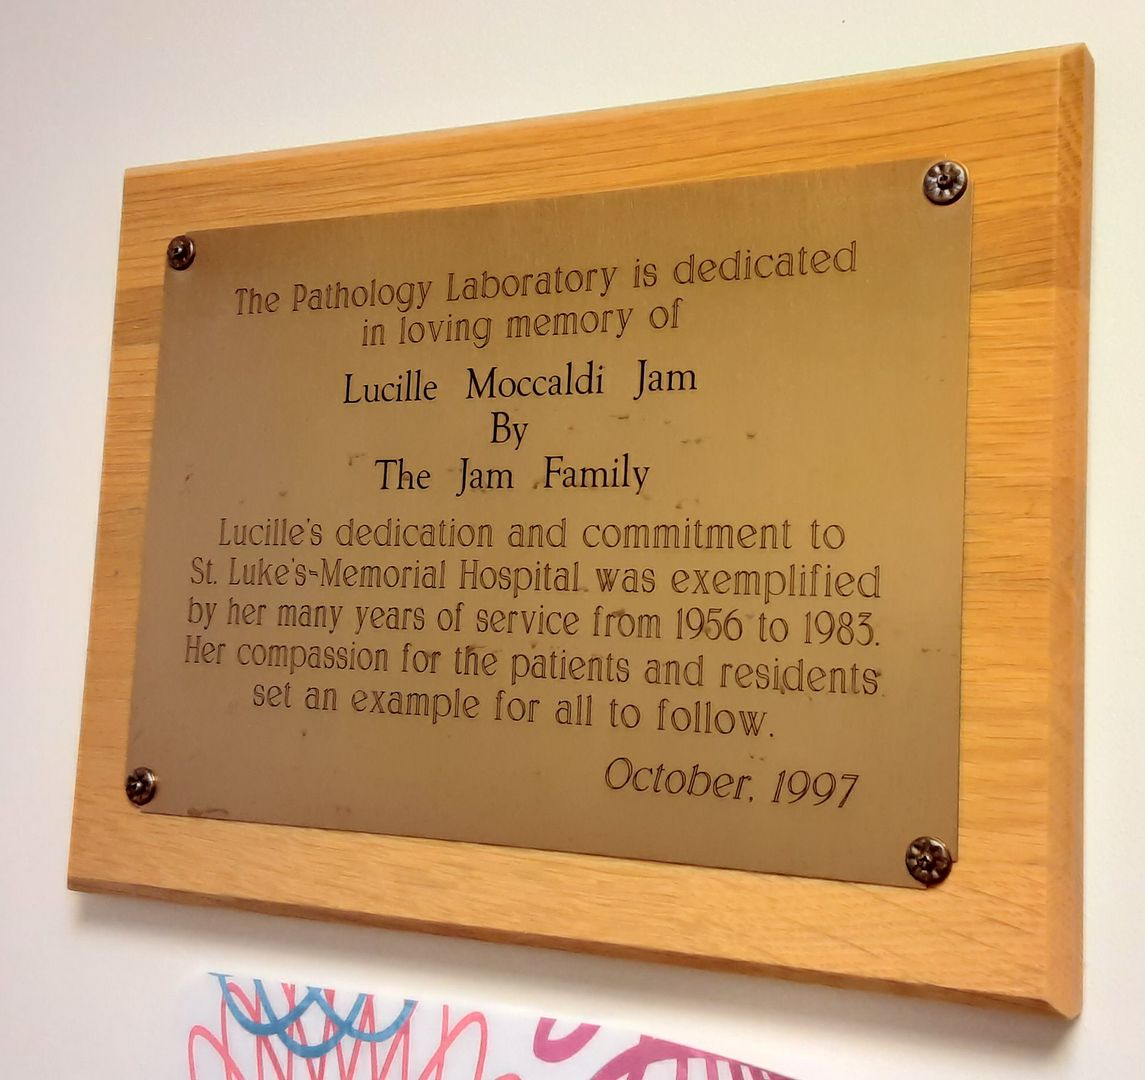 The Pathology Laboratory is dedicated
in loving memory of
Lucille Moccaldi Jam
By
The Jam Family
Lucille's dedication and commitment to
St. Luke's-Memorial Hospital was exemplified
by her many years of service from 1956 to 1983.
Her compassion for the patients and residents
set an example for all to follow.
October, 1997